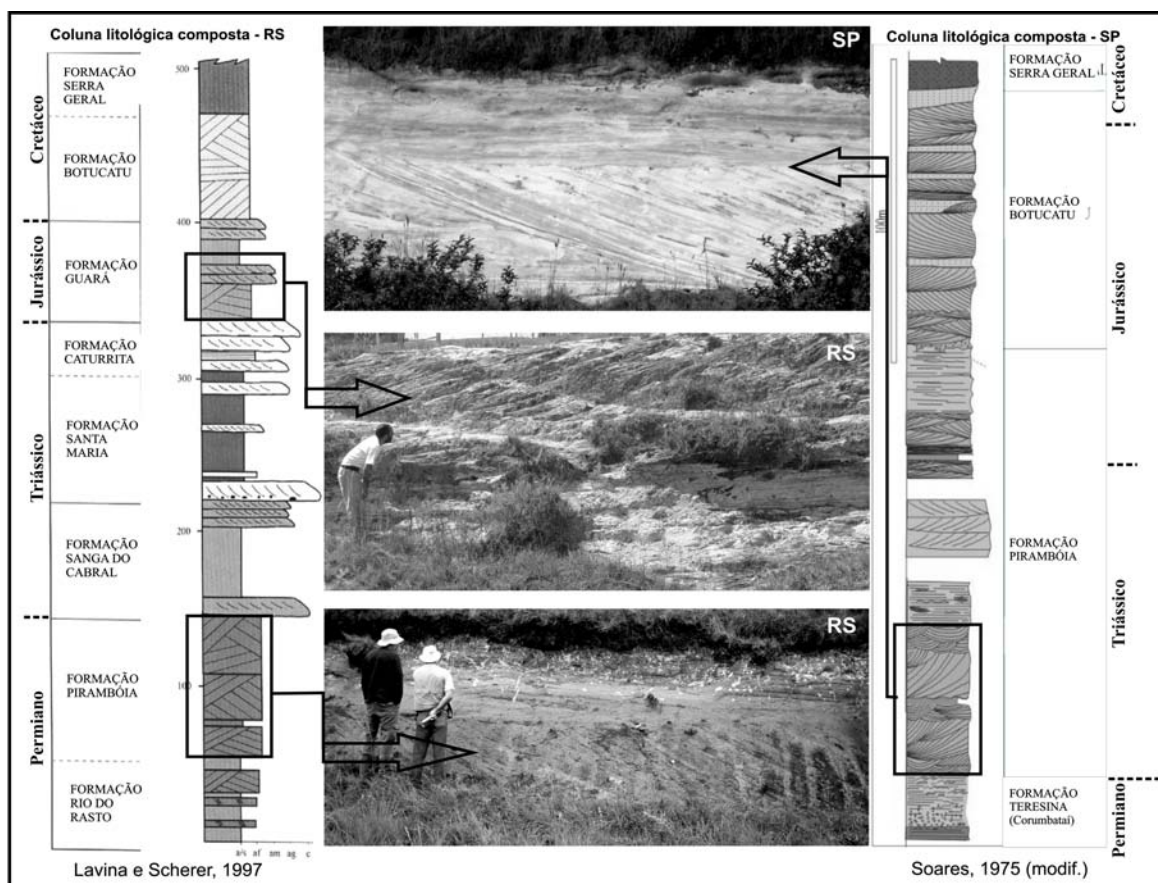 Coluna litológica composta - RS
Cretáceo
Jurássico
Triássico
Permiano
FORMAÇÃO
SERRA
GERAL
FORMAÇÃO
BOTUCATU
FORMAÇÃO
GUARÁ
FORMAÇÃO
CATURRITA
FORMAÇÃO
SANTA
MARIA
FORMAÇÃO
SANGA DO
CABRAL
FORMAÇÃO
PIRAMBÓIA
FORMAÇÃO
RIO DO
RASTO
500
400
300
200
100
a/s af am ag c
Lavina e Scherer, 1997
SP
RS
RS
Coluna litológica composta - SP
100m
FORMAÇÃO
SERRA GERAL
FORMAÇÃO
BOTUCATU
FORMAÇÃO
PIRAMBÓIA
FORMAÇÃO
TERESINA
(Corumbataí)
Cretáceo
Jurássico
Triássico
Permiano
Soares, 1975 (modif.)